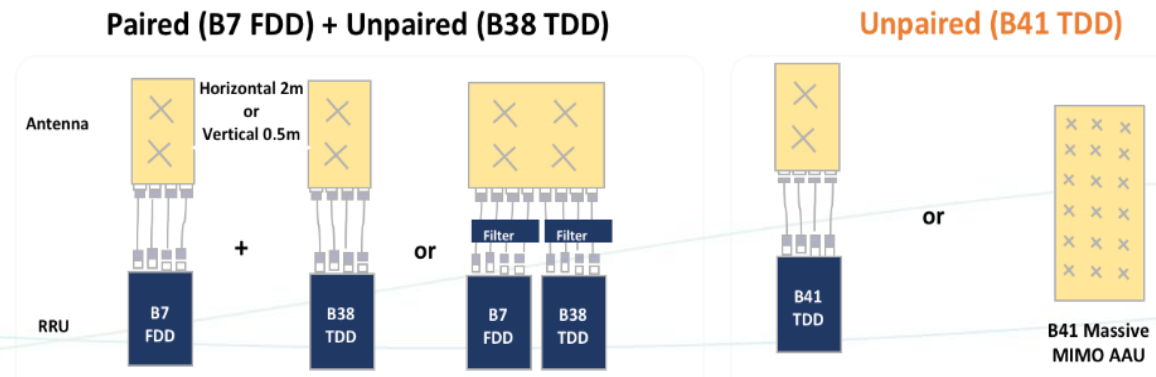 Paired (B7 FDD) + Unpaired (B38 TDD)
Unpaired (B41 TDD)
Antenna
Horizontal 2m
or
Vertical 0.5m
+
or
Filter
Filter
or
RRU
B7
FDD
B38
TDD
B7
FDD
B38
TDD
B41
TDD
B41 Massive
MIMO AAU